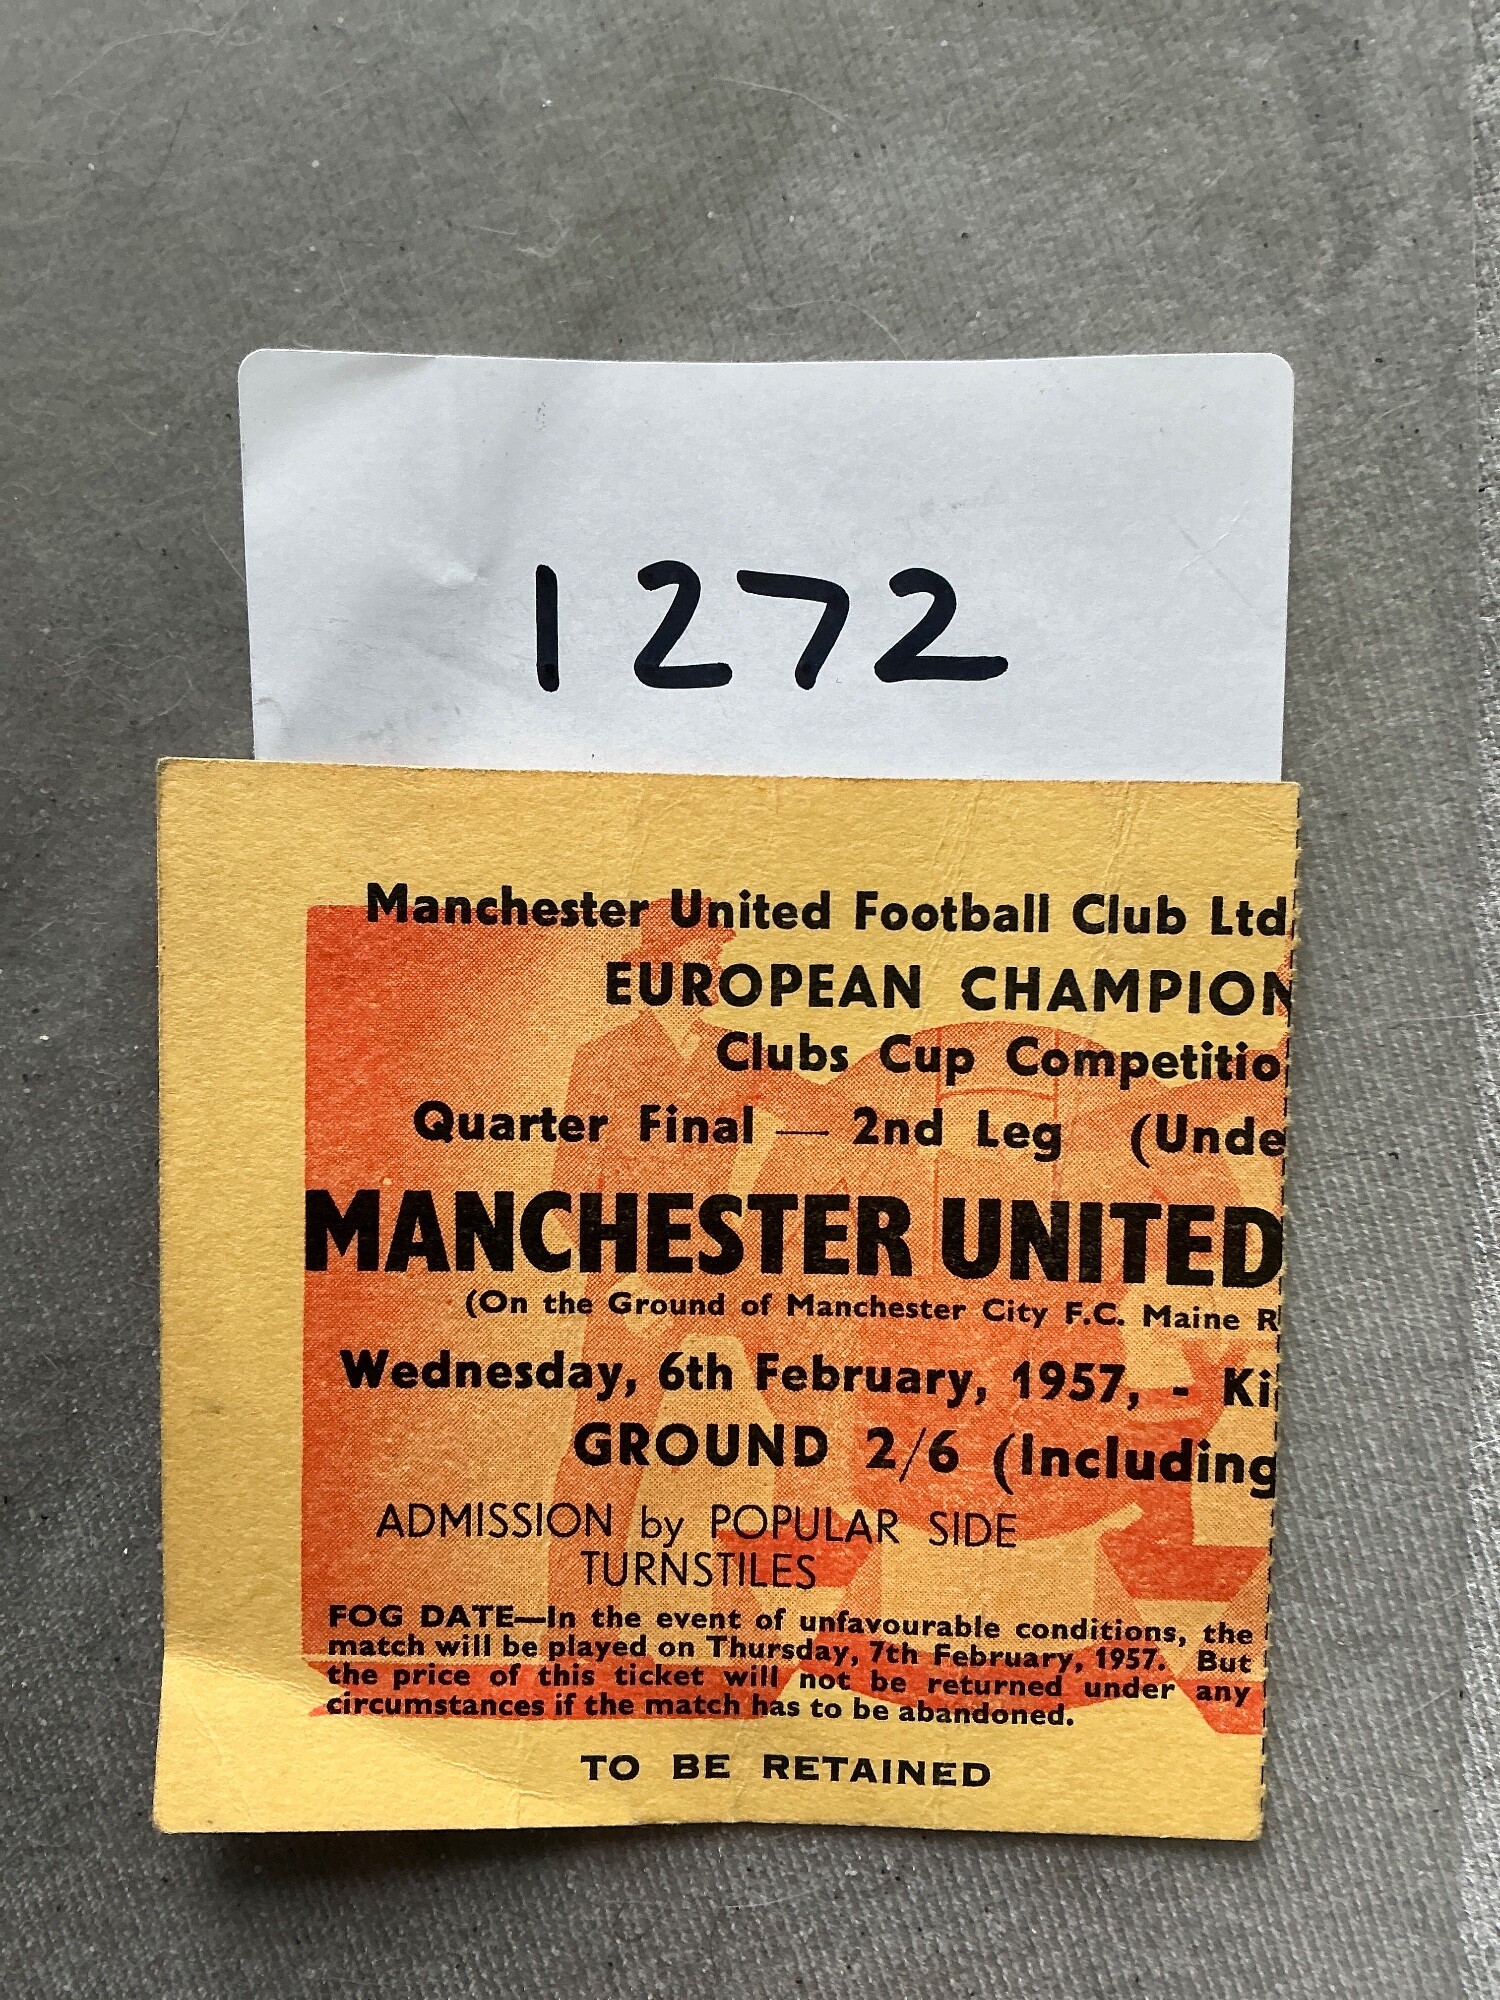 1272
Manchester United Football Club Ltd
EUROPEAN CHAMPION
Clubs Cup Competitio
Quarter Final — 2nd Leg (Unde
MANCHESTER UNITED
(On the Ground of Manchester City F.C. Maine R
Wednesday, 6th February, 1957, - Ki
GROUND 2/6 (Including
ADMISSION by POPULAR SIDE
TURNSTILES
FOG DATE—In the event of unfavourable conditions, the
match will be played on Thursday, 7th February, 1957. But
the price of this ticket will not be returned under any
circumstances if the match has to be abandoned.
TO BE RETAINED